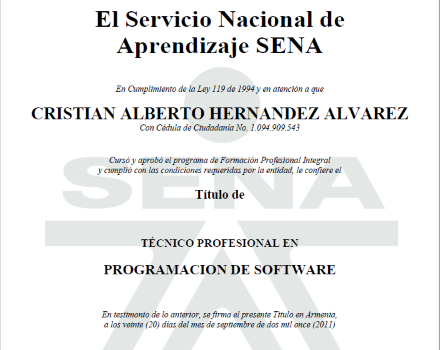 El Servicio Nacional de
Aprendizaje SENA
En Cumplimiento de la Ley 119 de 1994 y en atención a que
CRISTIAN ALBERTO HERNANDEZ ALVAREZ
Con Cédula de Ciudadanía No. 1.094.909.543
Cursó y aprobó el programa de Formación Profesional Integral
y cumplió con las condiciones requeridas por la entidad, le confiere el
SENA
Título de
TÉCNICO PROFESIONAL EN
PROGRAMACION DE SOFTWARE
En testimonio de lo anterior, se firma el presente Título en Armenia,
a los veinte (20) días del mes de septiembre de dos mil once (2011)